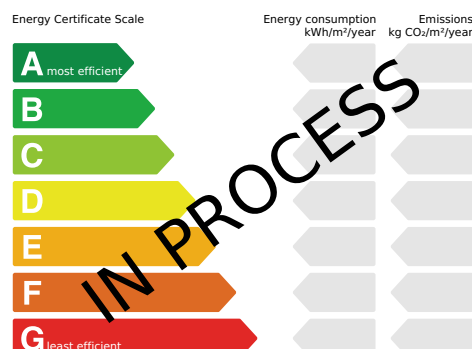 Energy Certificate Scale
Energy consumption
kWh/m²/year
Emissions
kg CO₂/m²/year
A most efficient
B
C
D
E
F
G least efficient
IN PROCESS